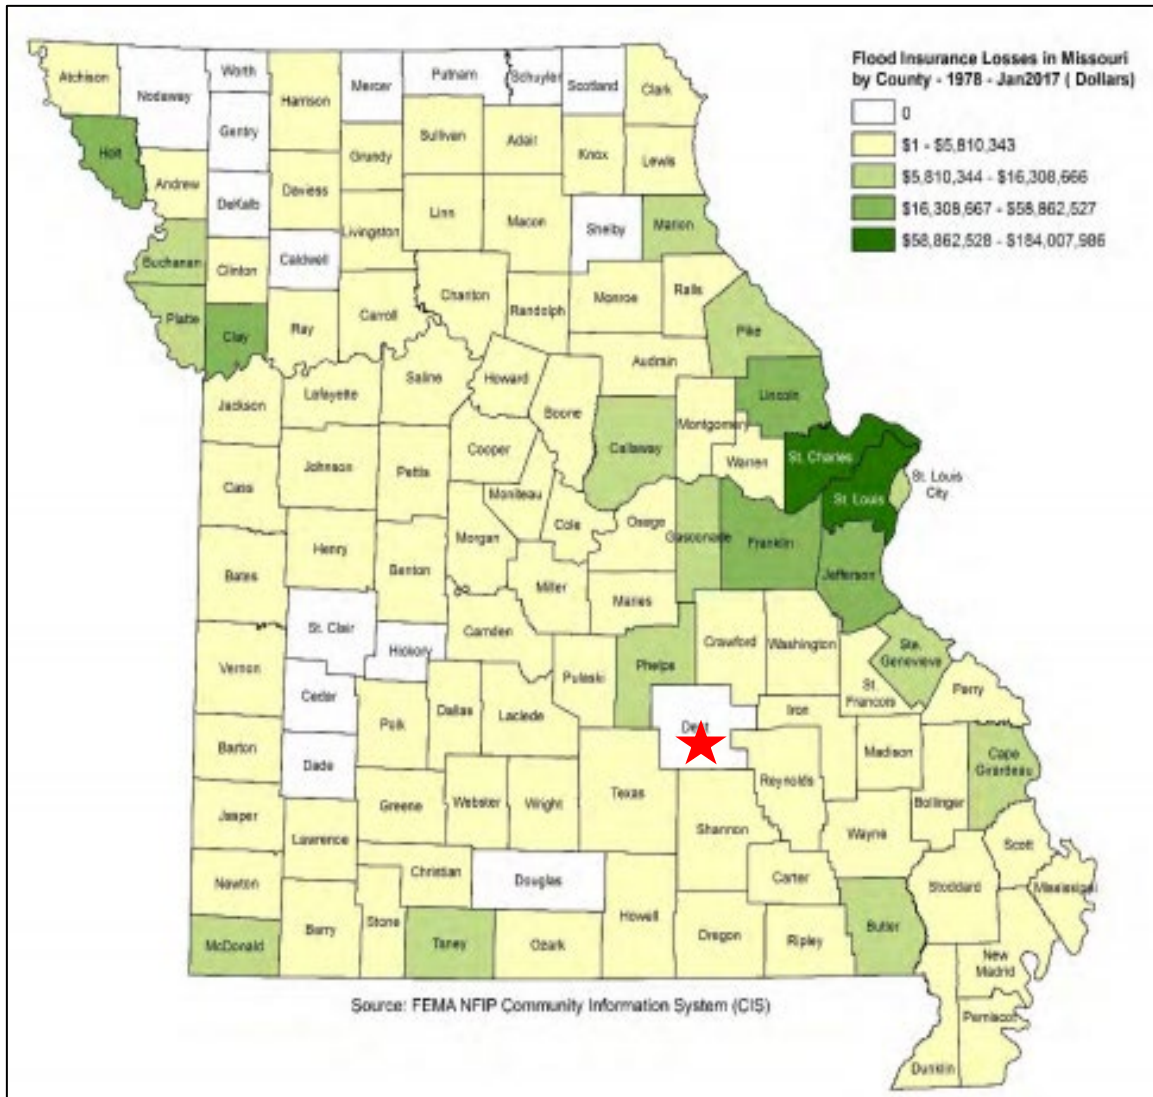 Flood Insurance Losses in Missouri
by County - 1978 - Jan2017 ( Dollars)
0
$1 - $5,810,343
$5,810,344 - $16,308,666
$16,308,667 - $58,862,527
$58,862,528 - $184,007,986
Atchison
Nodaway
Worth
Gentry
Harrison
Mercer
Putnam
Schuyler
Scotland
Clark
Holt
Andrew
DeKalb
Daviess
Grundy
Sullivan
Adair
Knox
Lewis
Livingston
Linn
Macon
Shelby
Marion
Buchanan
Clinton
Caldwell
Platte
Clay
Ray
Carroll
Chariton
Randolph
Monroe
Ralls
Pike
Audrain
Jackson
Lafayette
Saline
Howard
Boone
Callaway
Montgomery
Lincoln
Warren
St. Charles
St. Louis
St. Louis
City
Cass
Johnson
Pettis
Cooper
Moniteau
Cole
Osage
Gasconade
Franklin
Jefferson
Bates
Henry
Benton
Morgan
Miller
Maries
Camden
St. Clair
Hickory
Vernon
Cedar
Polk
Dallas
Laclede
Pulaski
Phelps
Crawford
Washington
Ste.
Genevieve
St.
Francois
Perry
Iron
Madison
Cape
Girardeau
Bollinger
Reynolds
Barton
Dade
Jasper
Greene
Webster
Wright
Texas
Shannon
Wayne
Scott
Lawrence
Christian
Douglas
Howell
Carter
Stoddard
Mississippi
Newton
McDonald
Barry
Stone
Taney
Ozark
Oregon
Ripley
Butler
New
Madrid
Pemiscot
Dunklin
Source: FEMA NFIP Community Information System (CIS)